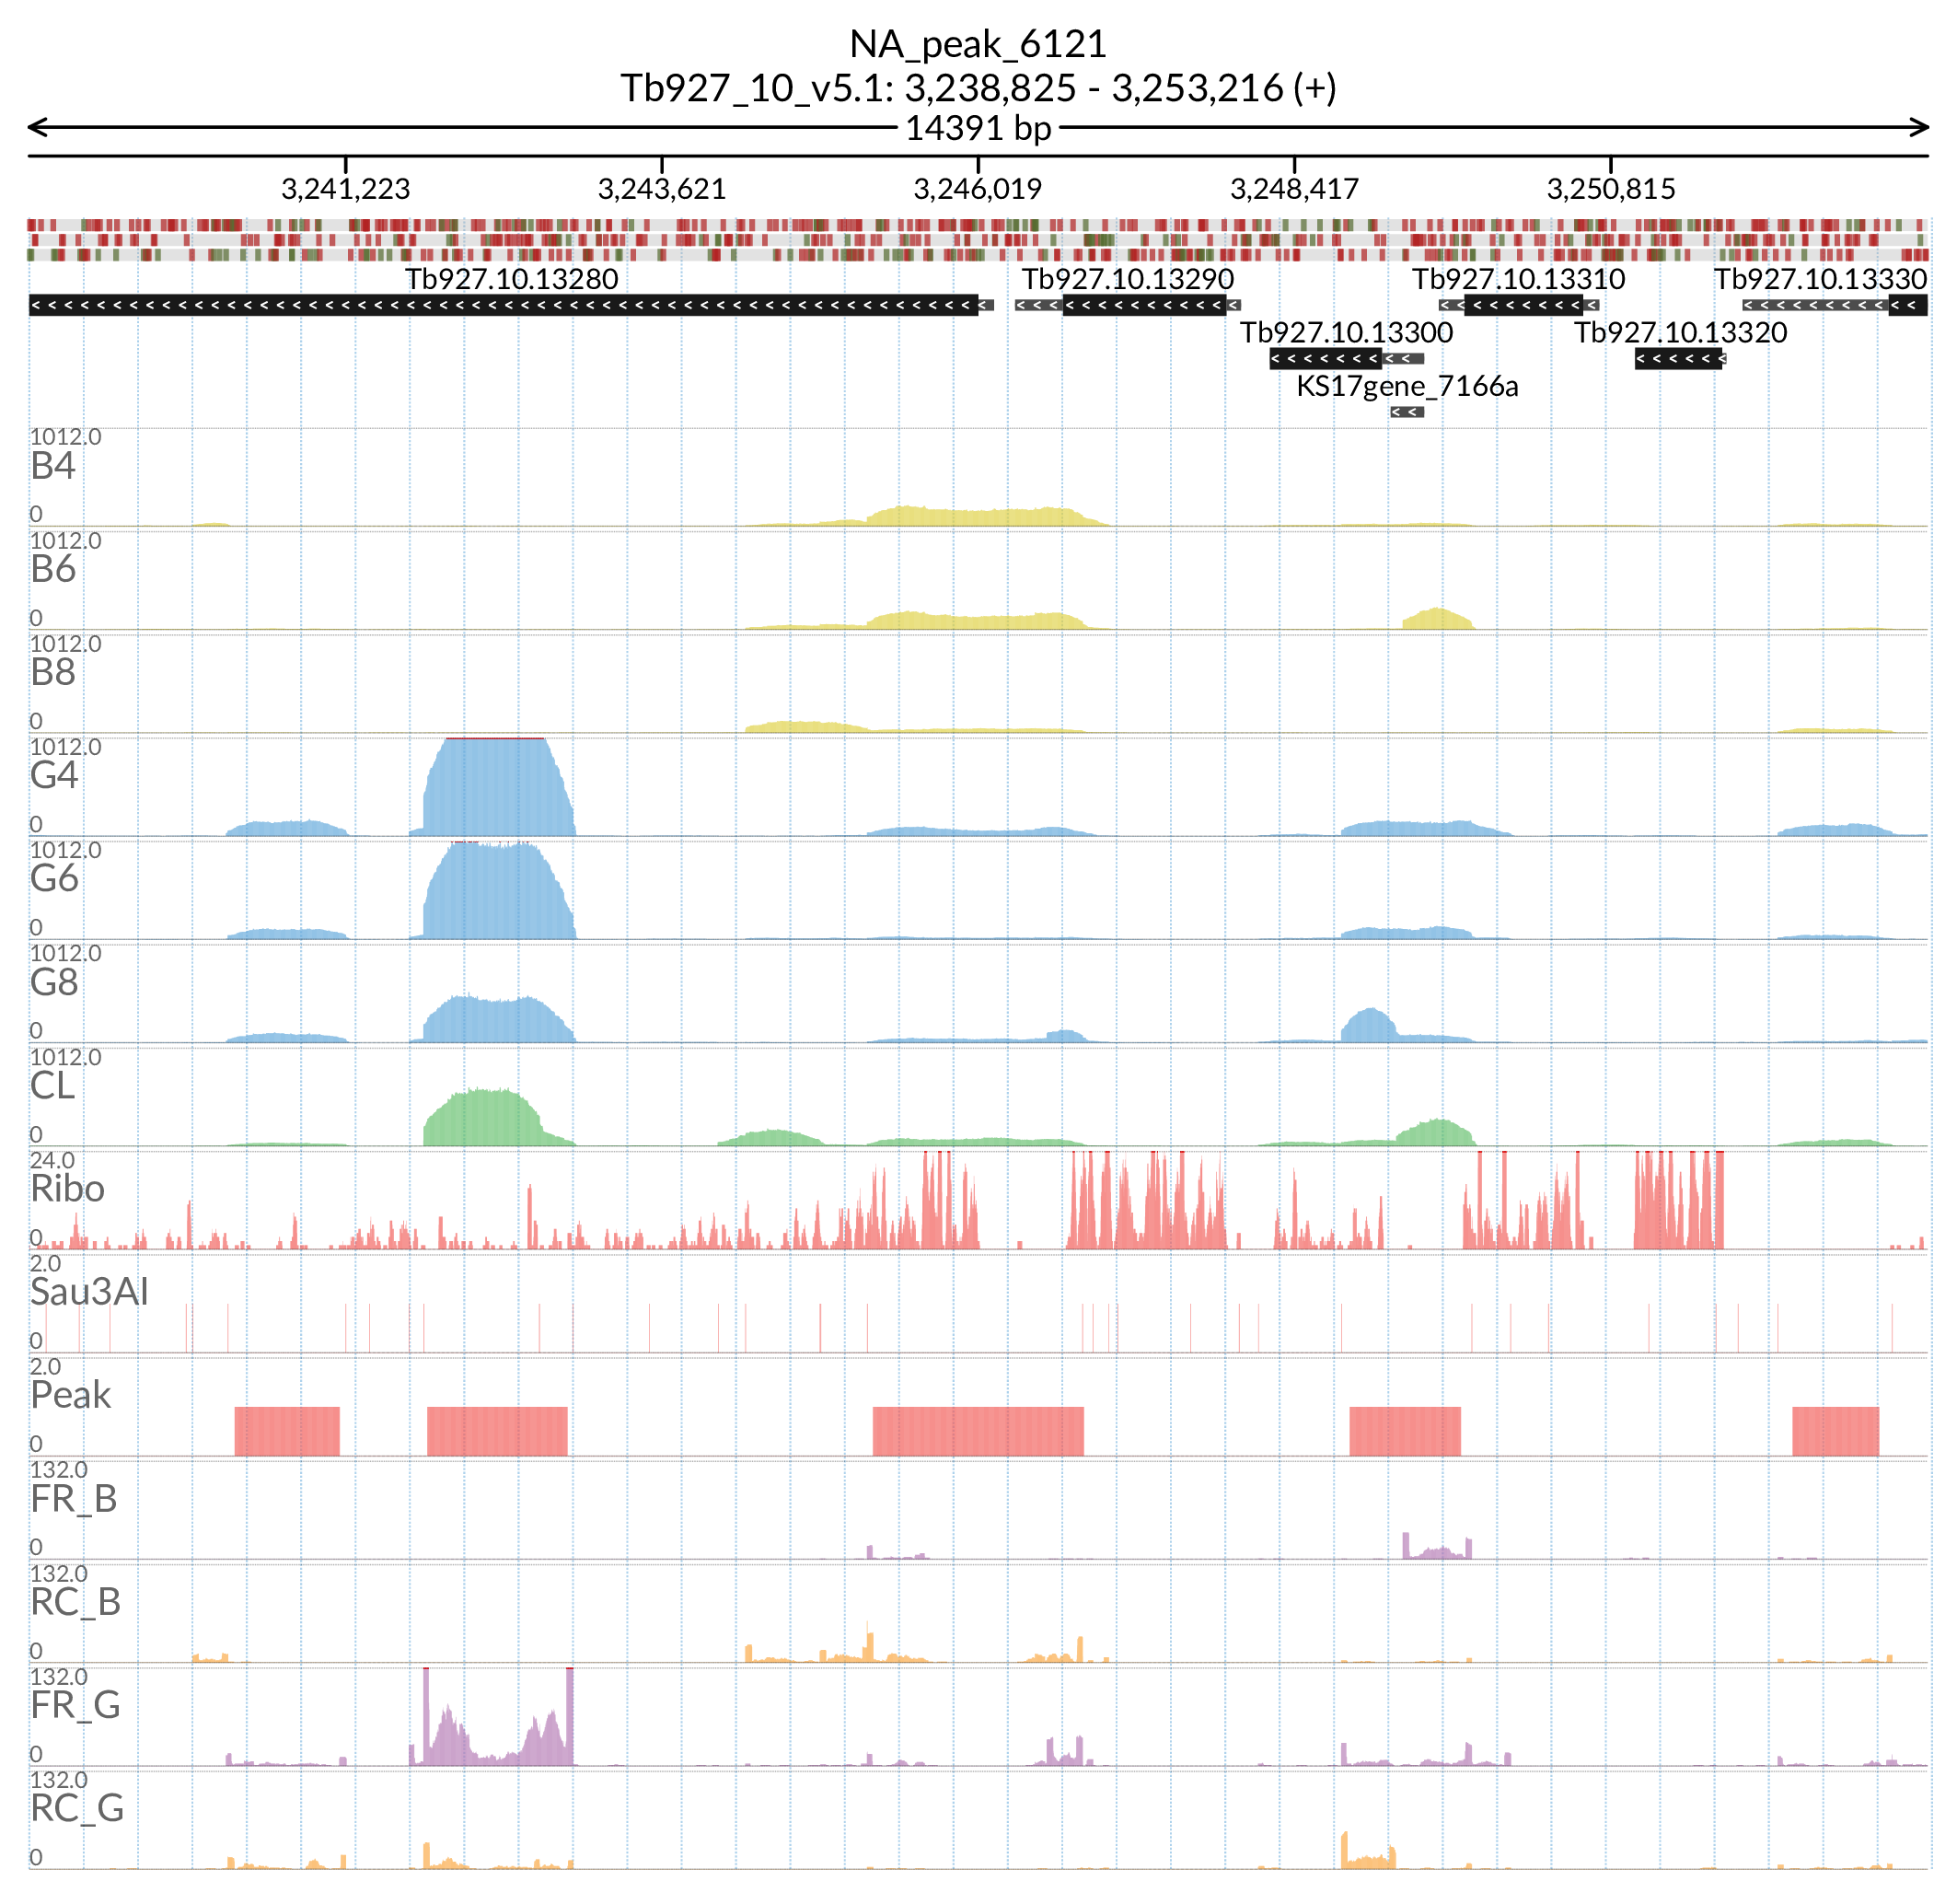 NA_peak_6121
Tb927_10_v5.1: 3,238,825 - 3,253,216 (+)
14391 bp
3,241,223 3,243,621 3,246,019 3,248,417 3,250,815
Tb927.10.13280 Tb927.10.13290 Tb927.10.13310 Tb927.10.13330
Tb927.10.13300 Tb927.10.13320
KS17gene_7166a
1012.0
B4
0
1012.0
B6
0
1012.0
B8
0
1012.0
G4
0
1012.0
G6
0
1012.0
G8
0
1012.0
CL
0
24.0
Ribo
0
2.0
Sau3AI
0
2.0
Peak
0
132.0
FR_B
0
132.0
RC_B
0
132.0
FR_G
0
132.0
RC_G
0